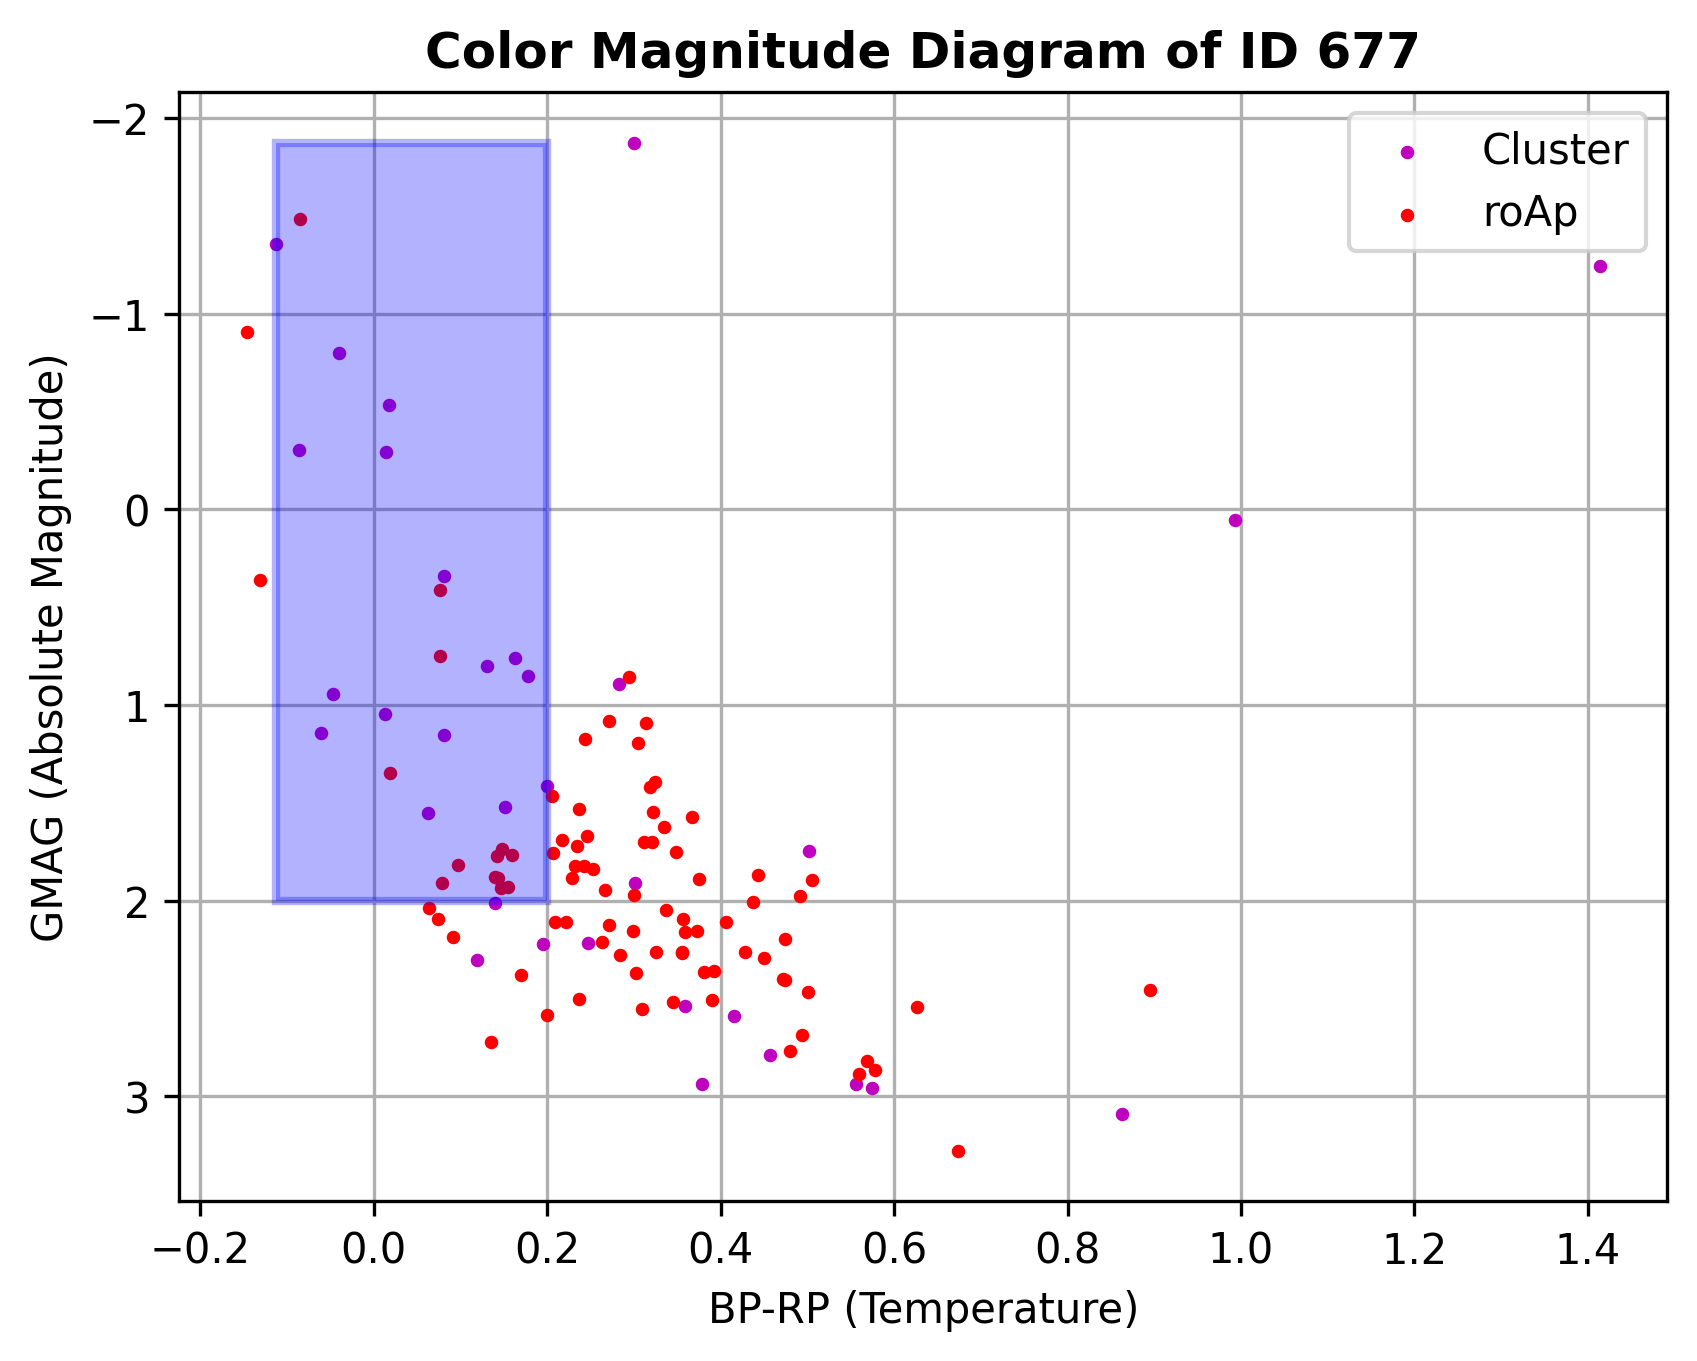 Color Magnitude Diagram of ID 677
Cluster
roAp
−2
−1
0
1
2
3
GMAG (Absolute Magnitude)
−0.2 0.0 0.2 0.4 0.6 0.8 1.0 1.2 1.4
BP-RP (Temperature)